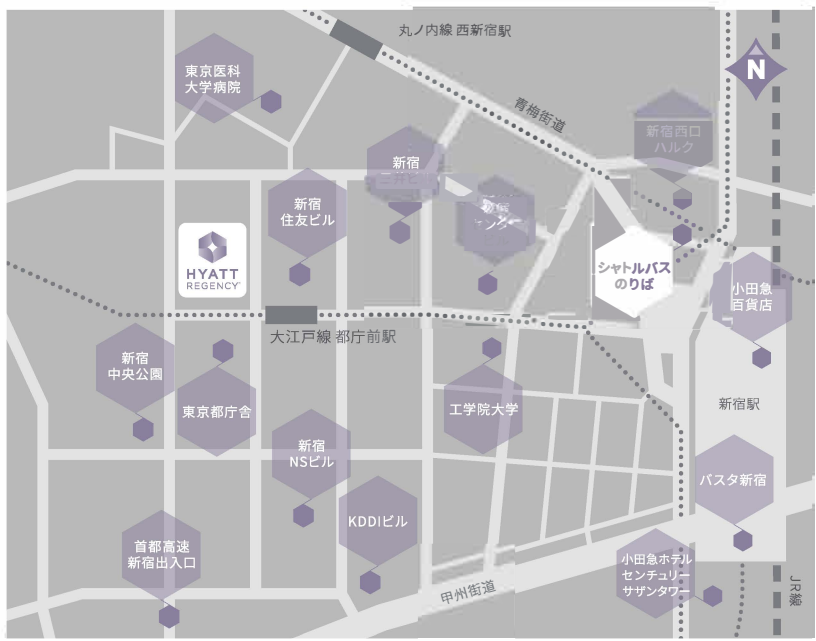 丸ノ内線 西新宿駅
N
東京医科
大学病院
青梅街道
新宿西口
ハルク
新宿
新宿
住友ビル
HYATT
REGENCY
シャトルバス
のりば
小田急
百貨店
大江戸線 都庁前駅
新宿
中央公園
東京都庁舎
工学院大学
新宿駅
新宿
NSビル
バスタ新宿
KDDIビル
首都高速
新宿出入口
小田急ホテル
センチュリー
サザンタワー
甲州街道
JR線